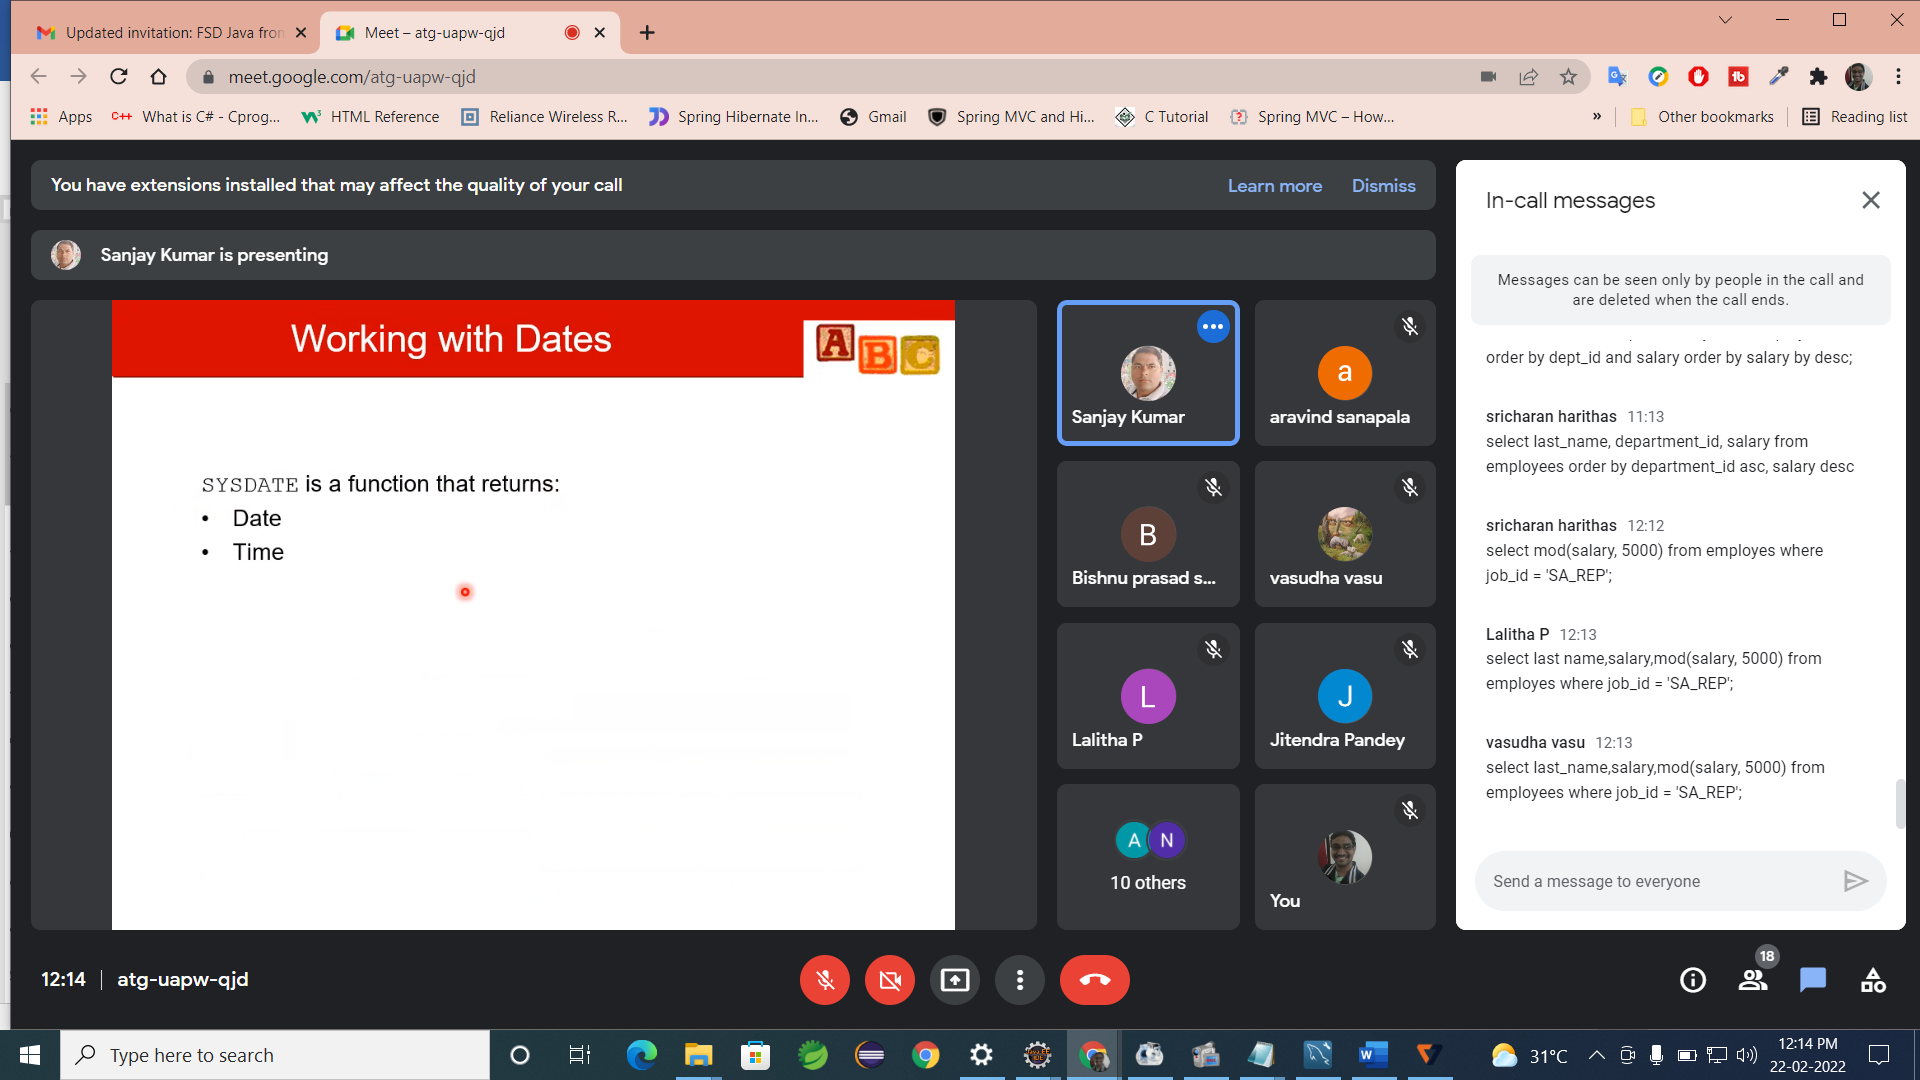 Updated invitation: FSD Java fron
Meet – atg-uapw-qjd
meet.google.com/atg-uapw-qjd
Apps
What is C# - Cprog...
HTML Reference
Reliance Wireless R...
Spring Hibernate In...
Gmail
Spring MVC and Hi...
C Tutorial
Spring MVC – How...
»
Other bookmarks
Reading list
You have extensions installed that may affect the quality of your call
Learn more
Dismiss
Sanjay Kumar is presenting
Working with Dates
A B C
SYSDATE is a function that returns:
• Date
• Time
Sanjay Kumar
a
aravind sanapala
B
Bishnu prasad s...
vasudha vasu
L
Lalitha P
J
Jitendra Pandey
A N
10 others
You
In-call messages
Messages can be seen only by people in the call and
are deleted when the call ends.
order by dept_id and salary order by salary by desc;
sricharan harithas 11:13
select last_name, department_id, salary from
employees order by department_id asc, salary desc
sricharan harithas 12:12
select mod(salary, 5000) from employes where
job_id = 'SA_REP';
Lalitha P 12:13
select last name,salary,mod(salary, 5000) from
employes where job_id = 'SA_REP';
vasudha vasu 12:13
select last_name,salary,mod(salary, 5000) from
employees where job_id = 'SA_REP';
Send a message to everyone
12:14 | atg-uapw-qjd
18
Type here to search
31°C
12:14 PM
22-02-2022